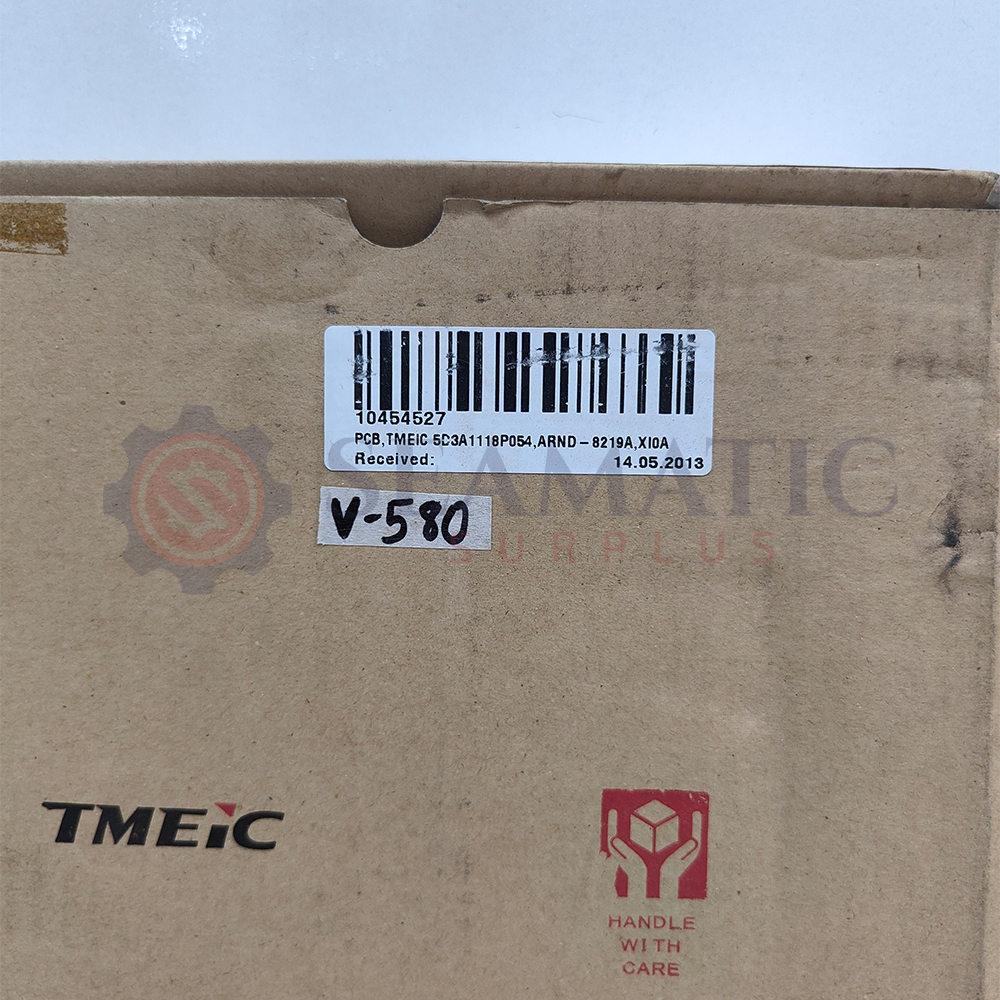 10454527
PCB,TMEIC 5D3A1118P054,ARND-8219A,XI0A
Received: 14.05.2013
V-580
SEAMATIC
SURPLUS
TMEiC
HANDLE
WITH
CARE